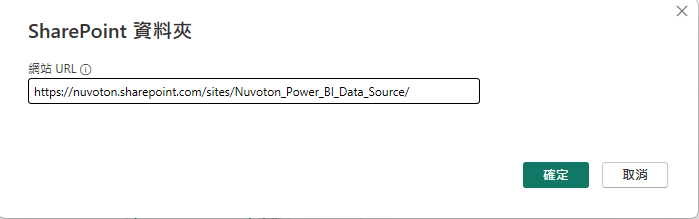 SharePoint 資料夾
網站 URL
https://nuvoton.sharepoint.com/sites/Nuvoton_Power_BI_Data_Source/
確定
取消